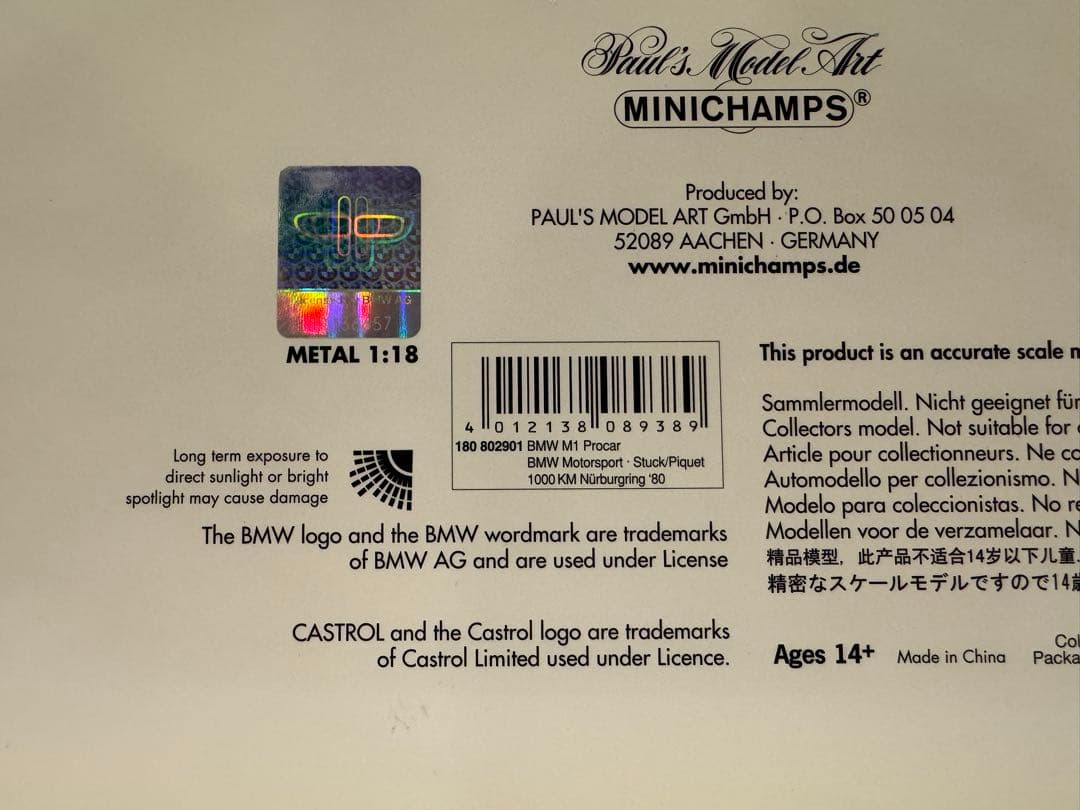 Paul's Model Art
MINICHAMPS®
Produced by:
PAUL'S MODEL ART GmbH · P.O. Box 50 05 04
52089 AACHEN · GERMANY
www.minichamps.de
BMW AG
METAL 1:18
4 012138 089389
180 802901 BMW M1 Procar
BMW Motorsport · Stuck/Piquet
1000 KM Nürburgring '80
Long term exposure to
direct sunlight or bright
spotlight may cause damage
The BMW logo and the BMW wordmark are trademarks
of BMW AG and are used under License
CASTROL and the Castrol logo are trademarks
of Castrol Limited used under Licence.
This product is an accurate scale
Sammlermodell. Nicht geeignet für
Collectors model. Not suitable for
Article pour collectionneurs. Ne
Automodello per collezionismo.
Modelo para coleccionistas. No
Modellen voor de verzamelaar.
精品模型，此产品不适合14岁以下儿童
精密なスケールモデルですので14歳
Ages 14+
Made in China